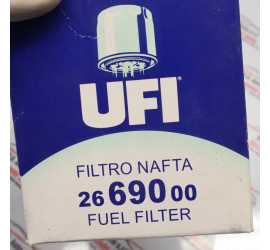 UFI
FILTRO NAFTA
26 690 00
FUEL FILTER